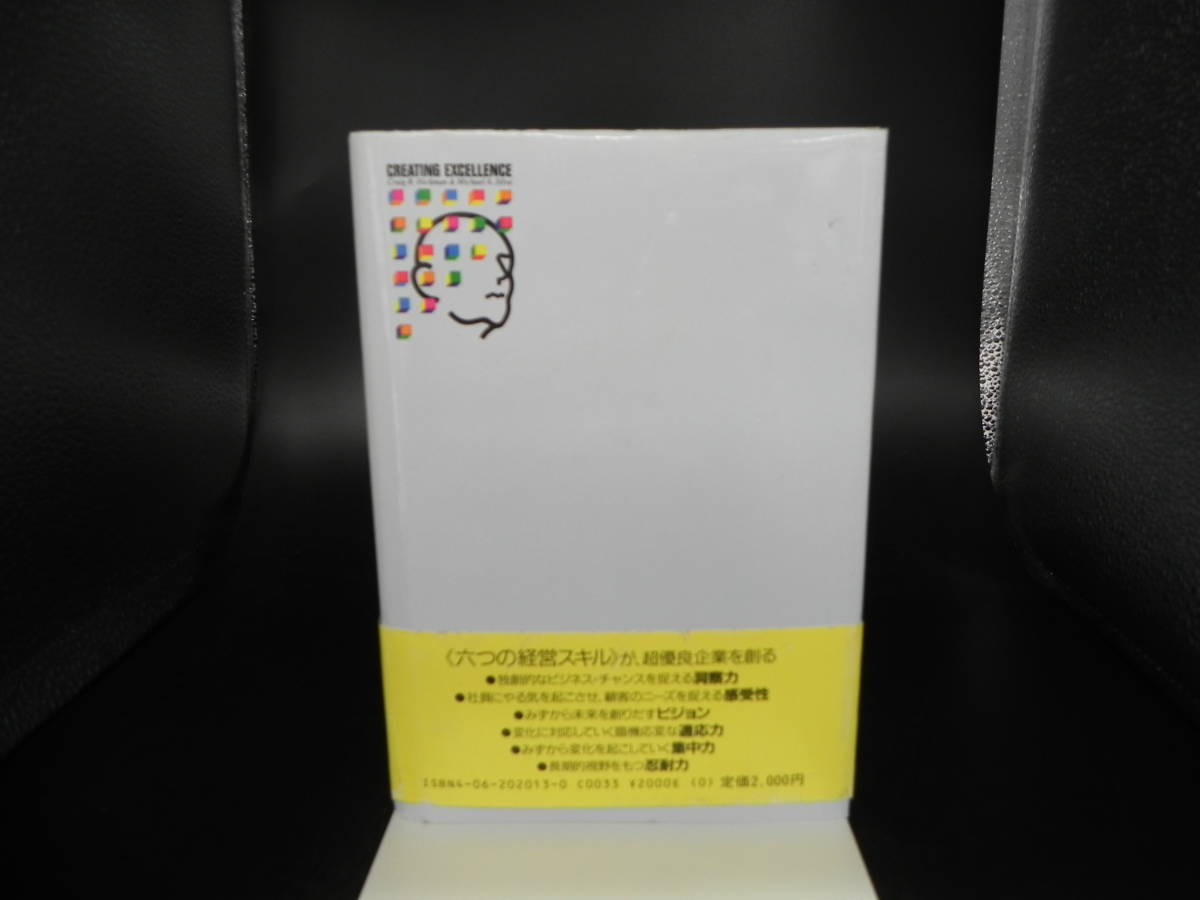 CREATING EXCELLENCE
Craig R. Hickman & Michael A. Silva
《六つの経営スキル》が、超優良企業を創る
●独創的なビジネス・チャンスを捉える洞察力
●社員にやる気を起こさせ、顧客のニーズを捉える感受性
●みずから未来を創りだすビジョン
●変化に対応していく臨機応変な適応力
●みずから変化を起こしていく集中力
●長期的視野をもつ忍耐力
ISBN4-06-202013-0 C0033 ¥2000E (0) 定価2,000円